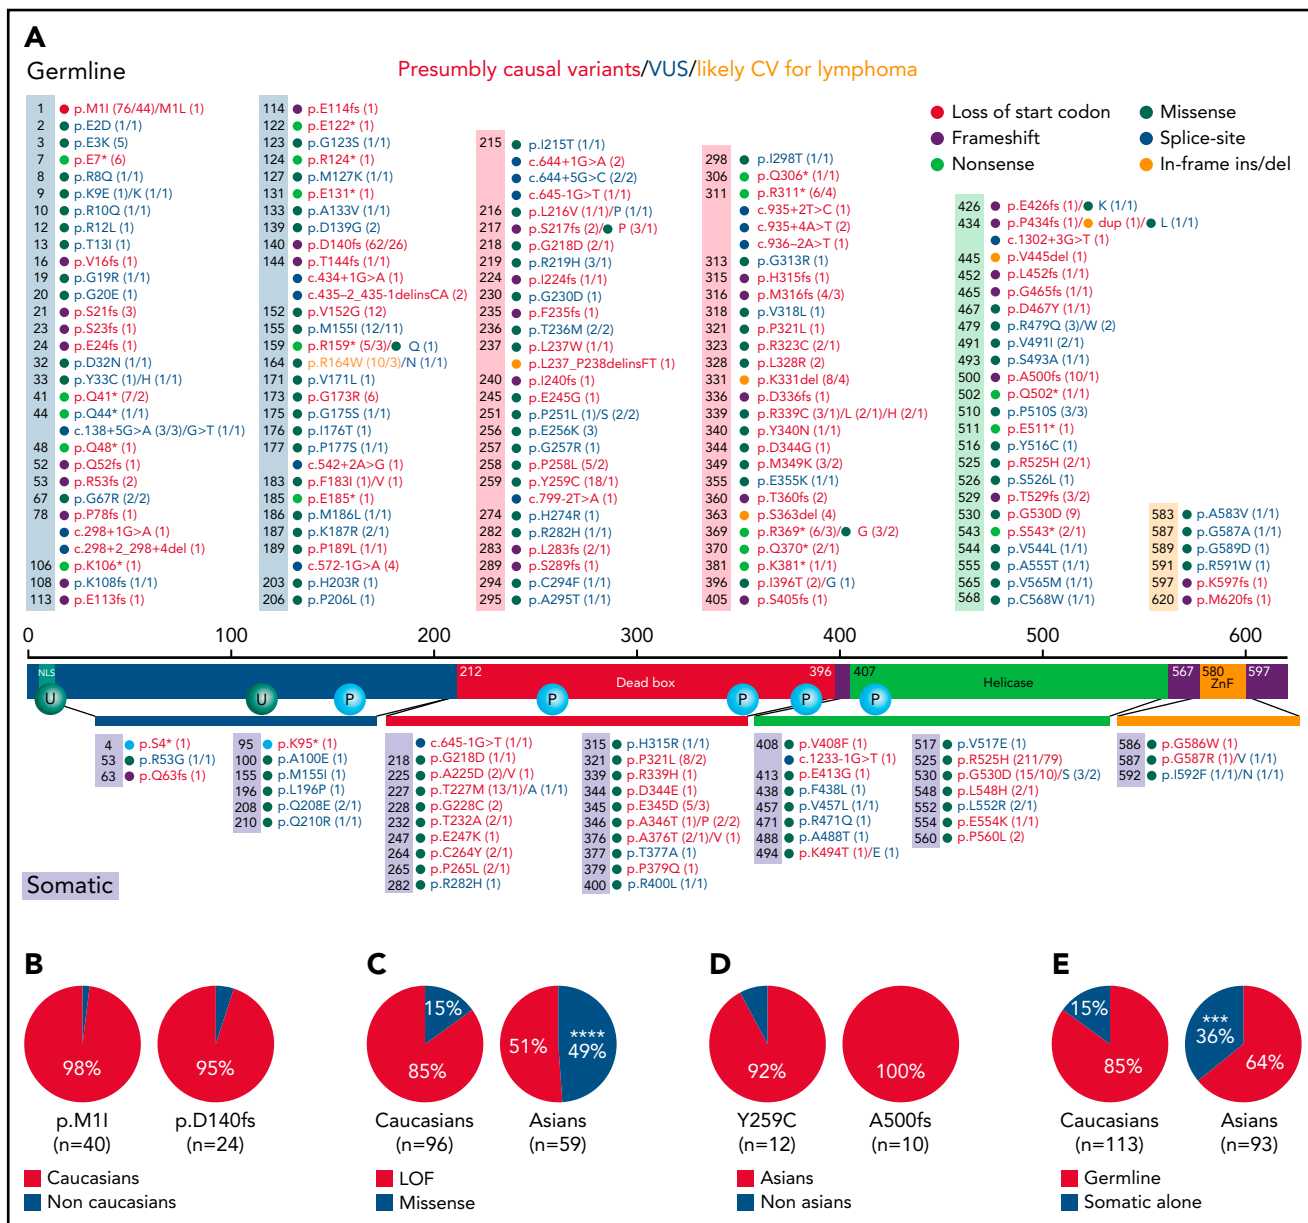 A
Germline
Presumbly causal variants/VUS/likely CV for lymphoma
Loss of start codon
Frameshift
Nonsense
Missense
Splice-site
In-frame ins/del
1 p.M1I (76/44)/M1L (1)
2 p.E2D (1/1)
3 p.E3K (5)
7 p.E7* (6)
8 p.R8Q (1/1)
9 p.K9E (1)/K (1/1)
10 p.R10Q (1/1)
12 p.R12L (1)
13 p.T13I (1)
16 p.V16fs (1)
19 p.G19R (1/1)
20 p.G20E (1)
21 p.S21fs (3)
23 p.S23fs (1)
24 p.E24fs (1)
32 p.D32N (1/1)
33 p.Y33C (1)/H (1/1)
41 p.Q41* (7/2)
44 p.Q44* (1/1)
c.138+5G>A (3/3)/G>T (1/1)
48 p.Q48* (1)
52 p.Q52fs (1)
53 p.R53fs (2)
67 p.G67R (2/2)
78 p.P78fs (1)
c.298+1G>A (1)
c.298+2_298+4del (1)
106 p.K106* (1)
108 p.K108fs (1/1)
113 p.E113fs (1)
114 p.E114fs (1)
122 p.E122* (1)
123 p.G123S (1/1)
124 p.R124* (1)
127 p.M127K (1/1)
131 p.E131* (1)
133 p.A133V (1/1)
139 p.D139G (2)
140 p.D140fs (62/26)
144 p.T144fs (1/1)
c.434+1G>A (1)
c.435–2_435-1delinsCA (2)
152 p.V152G (12)
155 p.M155I (12/11)
159 p.R159* (5/3)/ Q (1)
164 p.R164W (10/3)/N (1/1)
171 p.V171L (1)
173 p.G173R (6)
175 p.G175S (1/1)
176 p.I176T (1)
177 p.P177S (1/1)
c.542+2A>G (1)
183 p.F183I (1)/V (1)
185 p.E185* (1)
186 p.M186L (1/1)
187 p.K187R (2/1)
189 p.P189L (1/1)
c.572-1G>A (4)
203 p.H203R (1)
206 p.P206L (1)
215 p.I215T (1/1)
c.644+1G>A (2)
c.644+5G>C (2/2)
c.645-1G>T (1/1)
216 p.L216V (1/1)/P (1/1)
217 p.S217fs (2)/ P (3/1)
218 p.G218D (2/1)
219 p.R219H (3/1)
224 p.I224fs (1/1)
230 p.G230D (1)
235 p.F235fs (1)
236 p.T236M (2/2)
237 p.L237W (1/1)
p.L237_P238delinsFT (1)
240 p.I240fs (1)
245 p.E245G (1)
251 p.P251L (1)/S (2/2)
256 p.E256K (3)
257 p.G257R (1)
258 p.P258L (5/2)
259 p.Y259C (18/1)
c.799-2T>A (1)
274 p.H274R (1)
282 p.R282H (1/1)
283 p.L283fs (2/1)
289 p.S289fs (1)
294 p.C294F (1/1)
295 p.A295T (1/1)
298 p.I298T (1/1)
306 p.Q306* (1/1)
311 p.R311* (6/4)
c.935+2T>C (1)
c.935+4A>T (2)
c.936–2A>T (1)
313 p.G313R (1)
315 p.H315fs (1)
316 p.M316fs (4/3)
318 p.V318L (1)
321 p.P321L (1)
323 p.R323C (2/1)
328 p.L328R (2)
331 p.K331del (8/4)
336 p.D336fs (1)
339 p.R339C (3/1)/L (2/1)/H (2/1)
340 p.Y340N (1/1)
344 p.D344G (1)
349 p.M349K (3/2)
355 p.E355K (1/1)
360 p.T360fs (2)
363 p.S363del (4)
369 p.R369* (6/3)/ G (3/2)
370 p.Q370* (2/1)
381 p.K381* (1/1)
396 p.I396T (2)/G (1)
405 p.S405fs (1)
426 p.E426fs (1)/ K (1/1)
434 p.P434fs (1)/ dup (1)/ L (1/1)
c.1302+3G>T (1)
445 p.V445del (1)
452 p.L452fs (1/1)
465 p.G465fs (1/1)
467 p.D467Y (1/1)
479 p.R479Q (3)/W (2)
491 p.V491I (2/1)
493 p.S493A (1/1)
500 p.A500fs (10/1)
502 p.Q502* (1/1)
510 p.P510S (3/3)
511 p.E511* (1)
516 p.Y516C (1)
525 p.R525H (2/1)
526 p.S526L (1)
529 p.T529fs (3/2)
530 p.G530D (9)
543 p.S543* (2/1)
544 p.V544L (1/1)
555 p.A555T (1/1)
565 p.V565M (1/1)
568 p.C568W (1/1)
583 p.A583V (1/1)
587 p.G587A (1/1)
589 p.G589D (1)
591 p.R591W (1)
597 p.K597fs (1)
620 p.M620fs (1)
0 100 200 300 400 500 600
NLS 212 Dead box 396 407 Helicase 567 580 ZnF 597
U U P P P P P
4 p.S4* (1)
53 p.R53G (1/1)
63 p.Q63fs (1)
95 p.K95* (1)
100 p.A100E (1)
155 p.M155I (1)
196 p.L196P (1)
208 p.Q208E (2/1)
210 p.Q210R (1/1)
c.645-1G>T (1/1)
218 p.G218D (1/1)
225 p.A225D (2)/V (1)
227 p.T227M (13/1)/A (1/1)
228 p.G228C (2)
232 p.T232A (2/1)
247 p.E247K (1)
264 p.C264Y (2/1)
265 p.P265L (2/1)
282 p.R282H (1)
315 p.H315R (1/1)
321 p.P321L (8/2)
339 p.R339H (1)
344 p.D344E (1)
345 p.E345D (5/3)
346 p.A346T (1)/P (2/2)
376 p.A376T (2/1)/V (1)
377 p.T377A (1)
379 p.P379Q (1)
400 p.R400L (1/1)
408 p.V408F (1)
c.1233-1G>T (1)
413 p.E413G (1)
438 p.F438L (1)
457 p.V457L (1/1)
471 p.R471Q (1)
488 p.A488T (1)
494 p.K494T (1)/E (1)
517 p.V517E (1)
525 p.R525H (211/79)
530 p.G530D (15/10)/S (3/2)
548 p.L548H (2/1)
552 p.L552R (2/1)
554 p.E554K (1/1)
560 p.P560L (2)
586 p.G586W (1)
587 p.G587R (1)/V (1/1)
592 p.I592F (1/1)/N (1/1)
Somatic
B
98%
p.M1I
(n=40)
95%
p.D140fs
(n=24)
Caucasians
Non caucasians
C
15%
85%
Caucasians
(n=96)
51%
****
49%
Asians
(n=59)
LOF
Missense
D
92%
Y259C
(n=12)
100%
A500fs
(n=10)
Asians
Non asians
E
15%
85%
Caucasians
(n=113)
***
36%
64%
Asians
(n=93)
Germline
Somatic alone